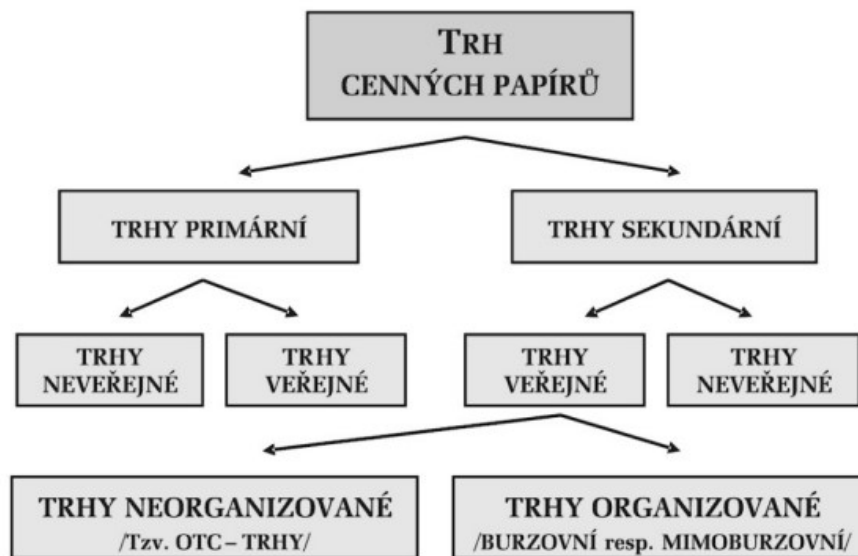 TRH
CENNÝCH PAPÍRŮ
TRHY PRIMÁRNÍ
TRHY SEKUNDÁRNÍ
TRHY
NEVEŘEJNÉ
TRHY
VEŘEJNÉ
TRHY
VEŘEJNÉ
TRHY
NEVEŘEJNÉ
TRHY NEORGANIZOVANÉ
/Tzv. OTC – TRHY/
TRHY ORGANIZOVANÉ
/BURZOVNÍ resp. MIMOBURZOVNÍ/